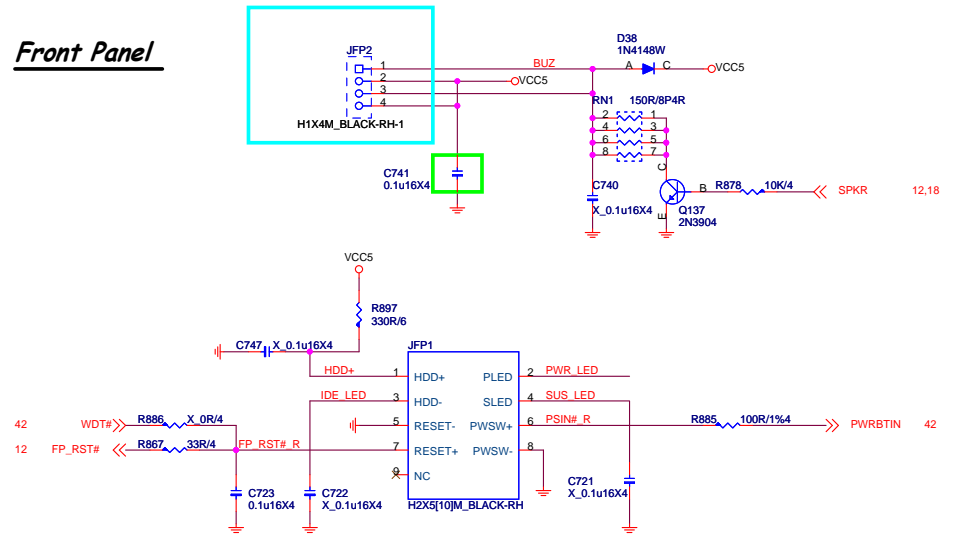 Front Panel
JFP2
1
2
3
4
H1X4M_BLACK-RH-1
BUZ
VCC5
D38
1N4148W
A
C
VCC5
RN1
150R/8P4R
2
1
4
3
6
5
8
7
C741
0.1u16X4
C740
X_0.1u16X4
C
B
E
Q137
2N3904
R878
10K/4
SPKR
12,18
VCC5
R897
330R/6
C747
X_0.1u16X4
JFP1
HDD+
1
HDD+
PLED
2
PWR_LED
IDE_LED
3
HDD-
SLED
4
SUS_LED
42
WDT#
R886
X_0R/4
5
RESET-
PWSW+
6
PSIN#_R
R885
100R/1%4
PWRBTIN
42
12
FP_RST#
R867
33R/4
FP_RST#_R
7
RESET+
PWSW-
8
9
NC
C723
0.1u16X4
C722
X_0.1u16X4
H2X5[10]M_BLACK-RH
C721
X_0.1u16X4